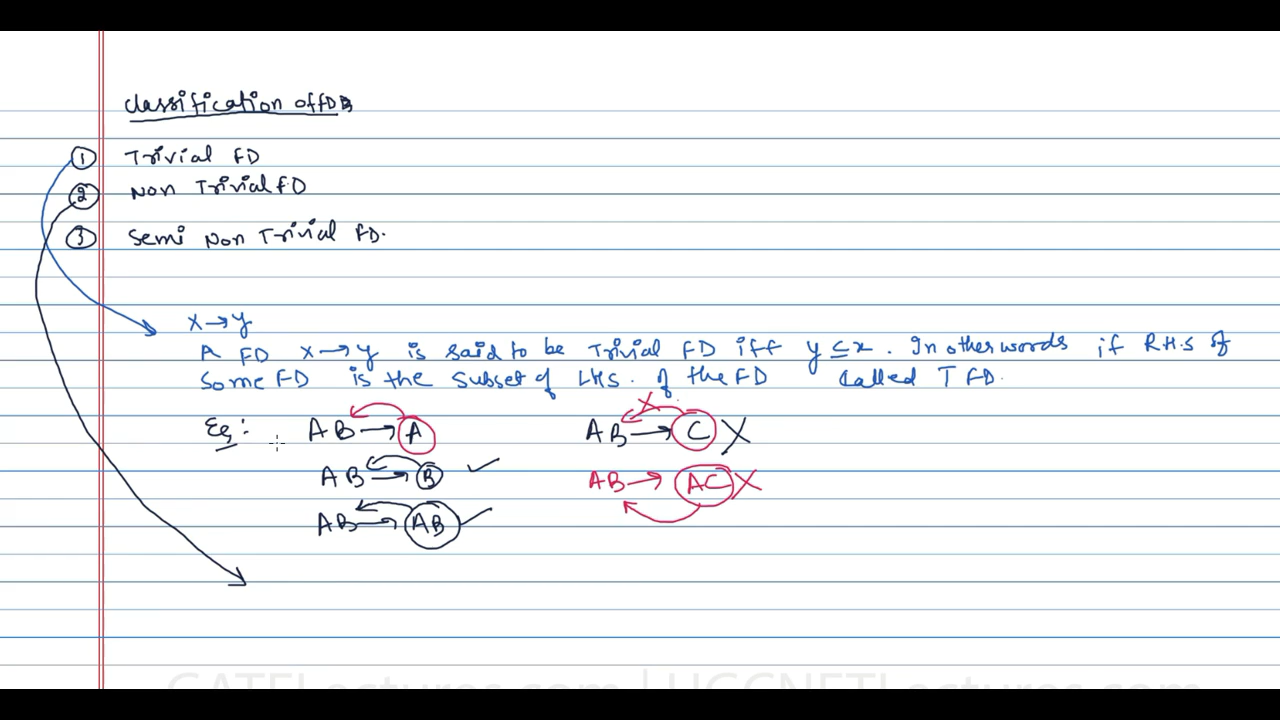 Classification of FDs
① Trivial FD
② Non Trivial FD
③ Semi Non Trivial FD.
X → y
A FD X → y is said to be Trivial FD iff y ⊆ x. In other words if R.H.S of
Some FD is the subset of LHS. of the FD Called T FD.
Eg: AB → A AB → C X
AB → B ✓ AB → AC X
AB → AB ✓
X